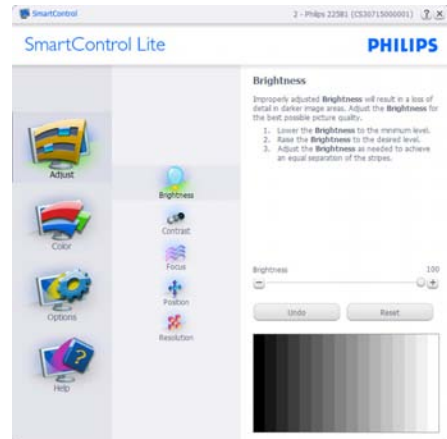 SmartControl
2 - Philips 225B1 (CS30715000001)
SmartControl Lite
PHILIPS
Adjust
Color
Options
Help
Brightness
Contrast
Focus
Position
Resolution
Brightness
Improperly adjusted Brightness will result in a loss of
detail in darker image areas. Adjust the Brightness for
the best possible picture quality.
1. Lower the Brightness to the minimum level.
2. Raise the Brightness to the desired level.
3. Adjust the Brightness as needed to achieve
an equal separation of the stripes.
Brightness 100
Undo Reset